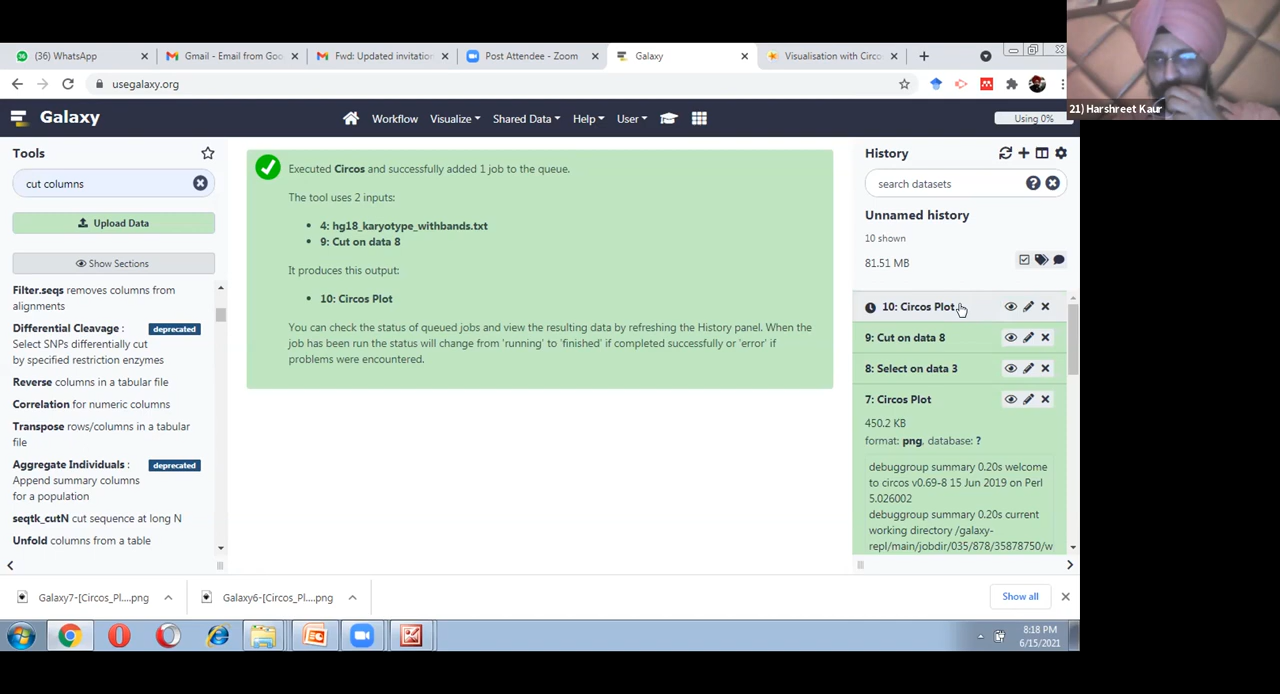 (36) WhatsApp
Gmail - Email from Goo
Fwd: Updated invitation
Post Attendee - Zoom
Galaxy
Visualisation with Circo
21) Harshreet Kaur
usegalaxy.org
Galaxy
Workflow
Visualize
Shared Data
Help
User
Using 0%
Tools
cut columns
Upload Data
Show Sections
Filter.seqs removes columns from
alignments
Differential Cleavage : deprecated
Select SNPs differentially cut
by specified restriction enzymes
Reverse columns in a tabular file
Correlation for numeric columns
Transpose rows/columns in a tabular
file
Aggregate Individuals : deprecated
Append summary columns
for a population
seqtk_cutN cut sequence at long N
Unfold columns from a table
Executed Circos and successfully added 1 job to the queue.
The tool uses 2 inputs:
• 4: hg18_karyotype_withbands.txt
• 9: Cut on data 8
It produces this output:
• 10: Circos Plot
You can check the status of queued jobs and view the resulting data by refreshing the History panel. When the
job has been run the status will change from 'running' to 'finished' if completed successfully or 'error' if
problems were encountered.
History
search datasets
Unnamed history
10 shown
81.51 MB
10: Circos Plot
9: Cut on data 8
8: Select on data 3
7: Circos Plot
450.2 KB
format: png, database: ?
debuggroup summary 0.20s welcome
to circos v0.69-8 15 Jun 2019 on Perl
5.026002
debuggroup summary 0.20s current
working directory /galaxy-
repl/main/jobdir/035/878/35878750/w
Galaxy7-[Circos_Pl....png
Galaxy6-[Circos_Pl....png
Show all
8:18 PM
6/15/2021